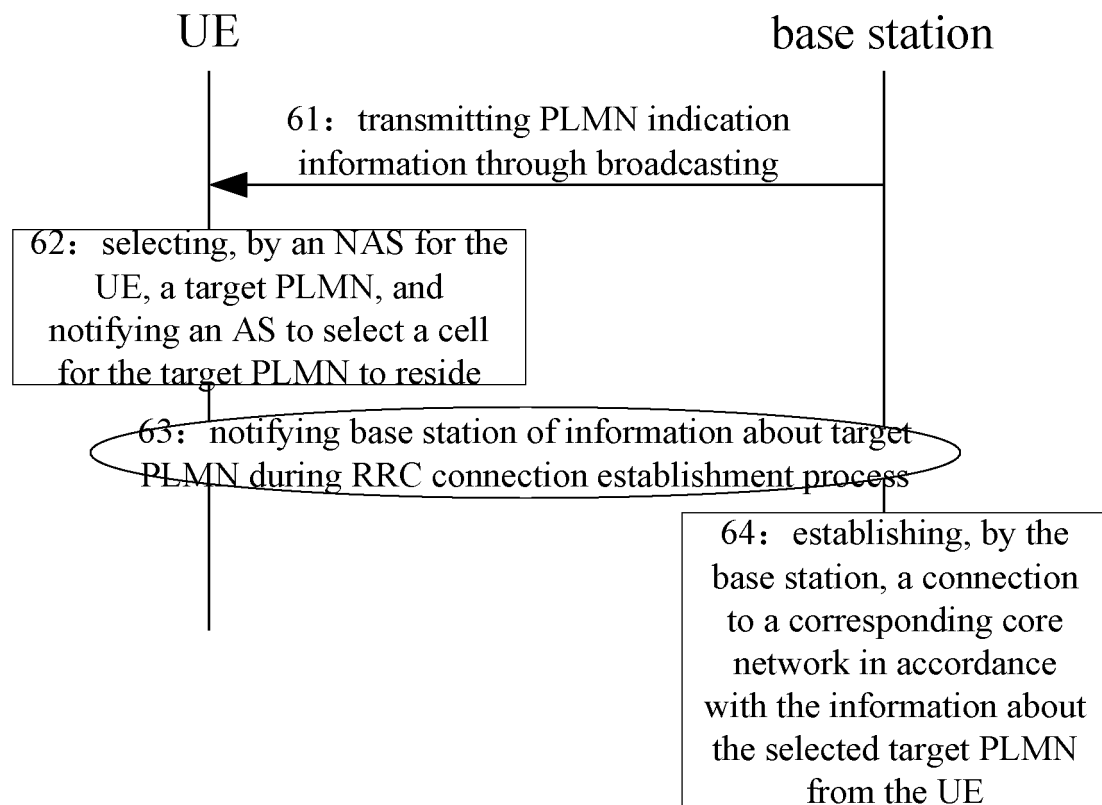 UE
base station
61： transmitting PLMN indication
information through broadcasting
62： selecting, by an NAS for the
UE, a target PLMN, and
notifying an AS to select a cell
for the target PLMN to reside
63： notifying base station of information about target
PLMN during RRC connection establishment process
64： establishing, by the
base station, a connection
to a corresponding core
network in accordance
with the information about
the selected target PLMN
from the UE